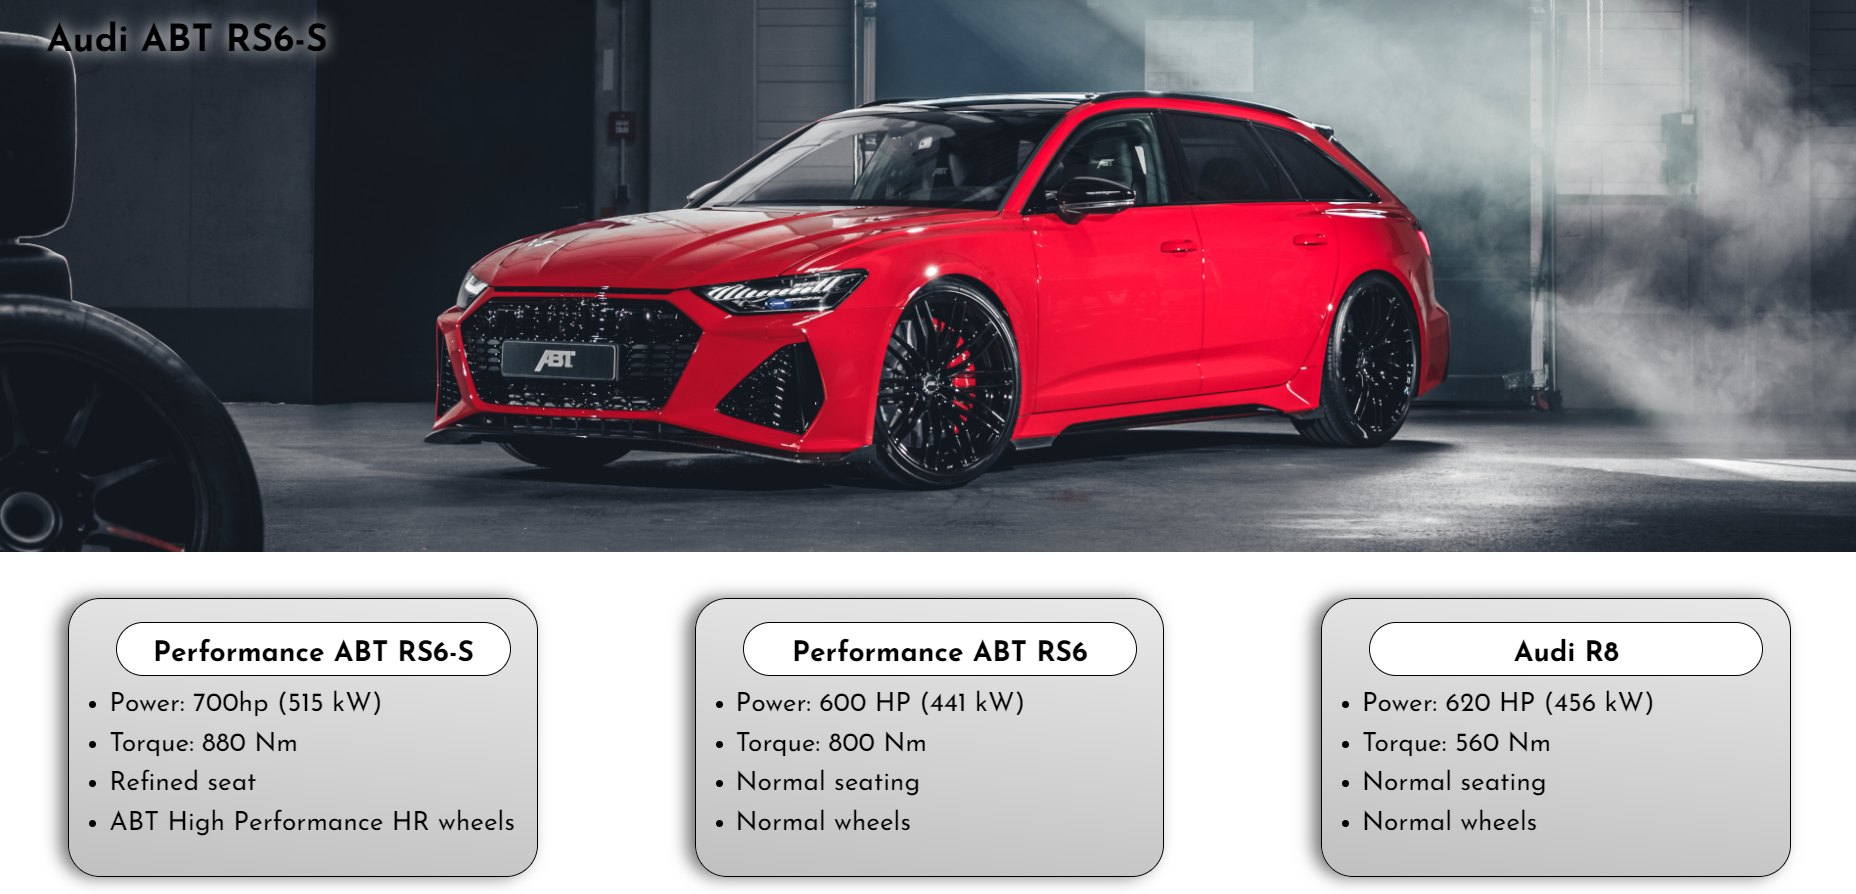 Audi ABT RS6-S
ABT
Performance ABT RS6-S
Power: 700hp (515 kW)
Torque: 880 Nm
Refined seat
ABT High Performance HR wheels
Performance ABT RS6
Power: 600 HP (441 kW)
Torque: 800 Nm
Normal seating
Normal wheels
Audi R8
Power: 620 HP (456 kW)
Torque: 560 Nm
Normal seating
Normal wheels